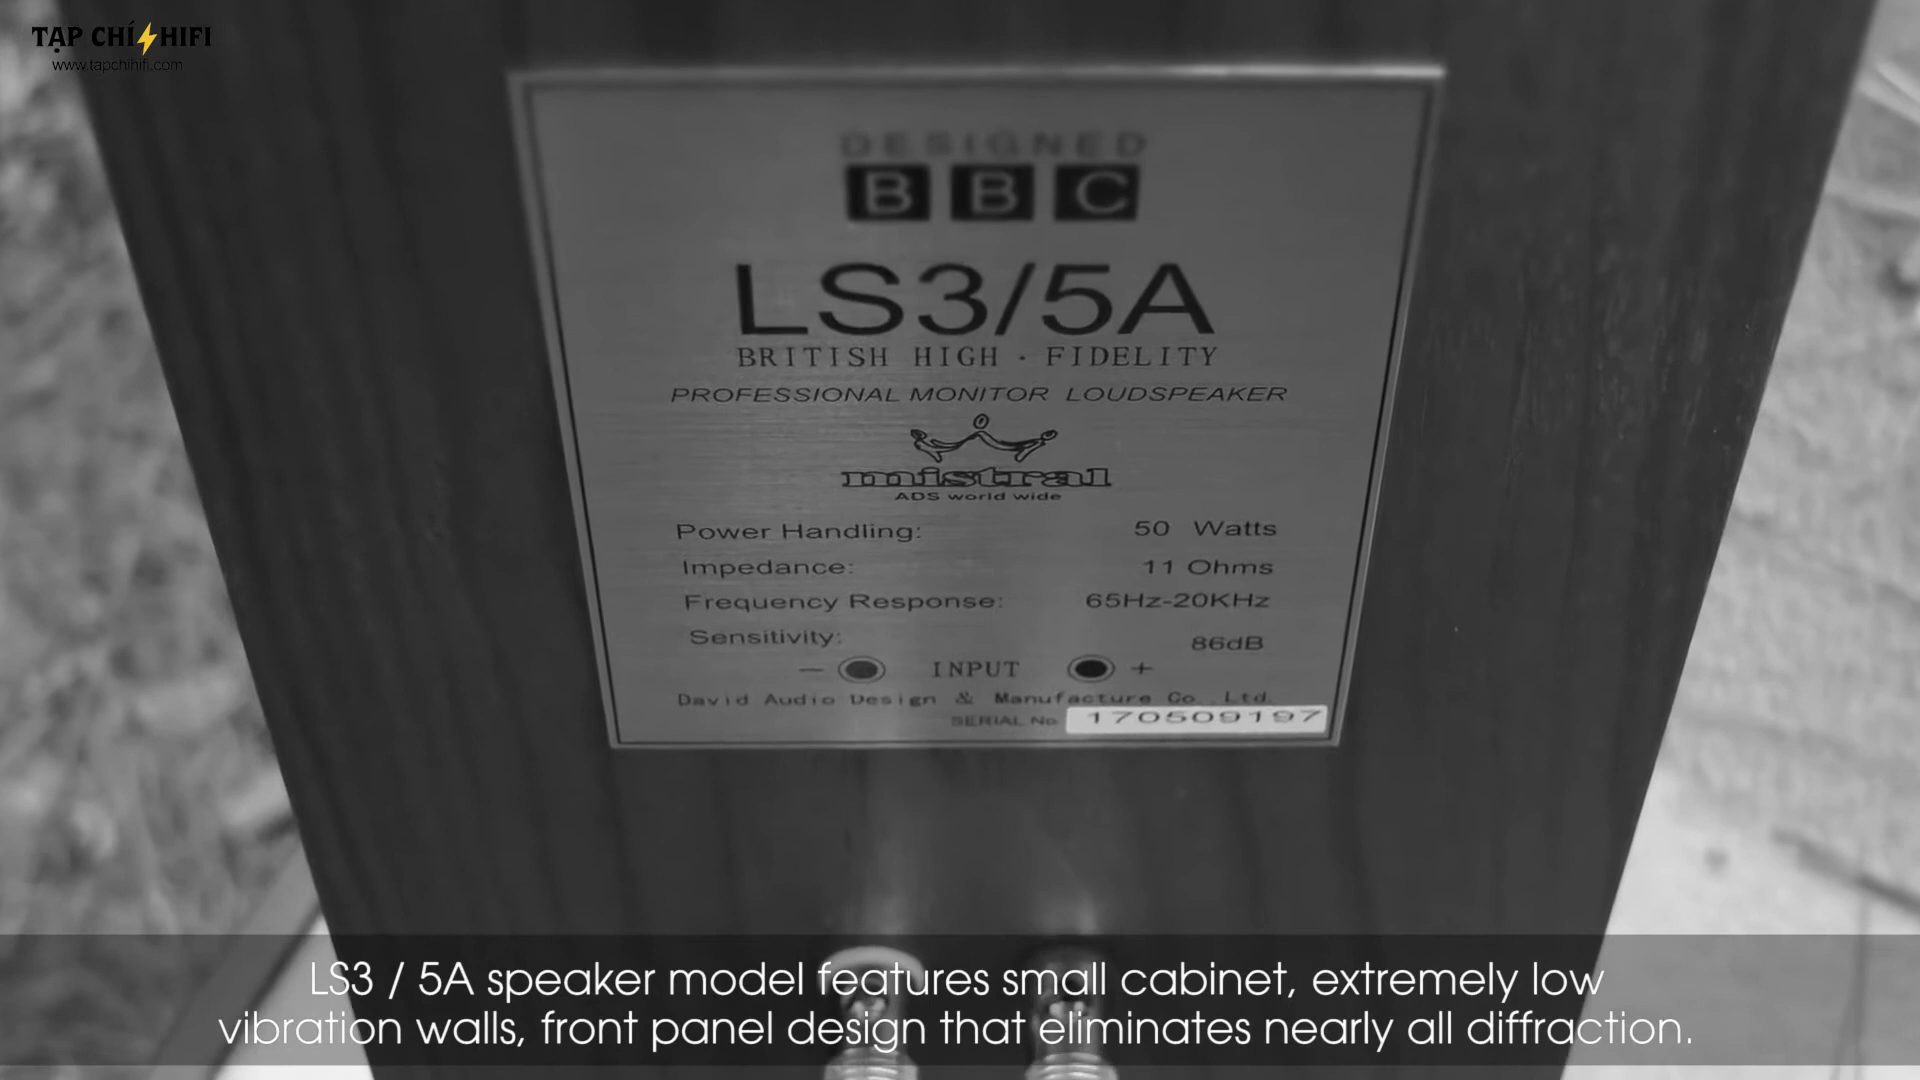 TẠP CHÍ HIFI
www.tapchihifi.com
DESIGNED
BBC
LS3/5A
BRITISH HIGH · FIDELITY
PROFESSIONAL MONITOR LOUDSPEAKER
mistral
ADS world wide
Power Handling: 50 Watts
Impedance: 11 Ohms
Frequency Response: 65Hz-20KHz
Sensitivity: 86dB
− INPUT +
David Audio Design & Manufacture Co.,Ltd.
SERIAL No 170509197
LS3 / 5A speaker model features small cabinet, extremely low
vibration walls, front panel design that eliminates nearly all diffraction.